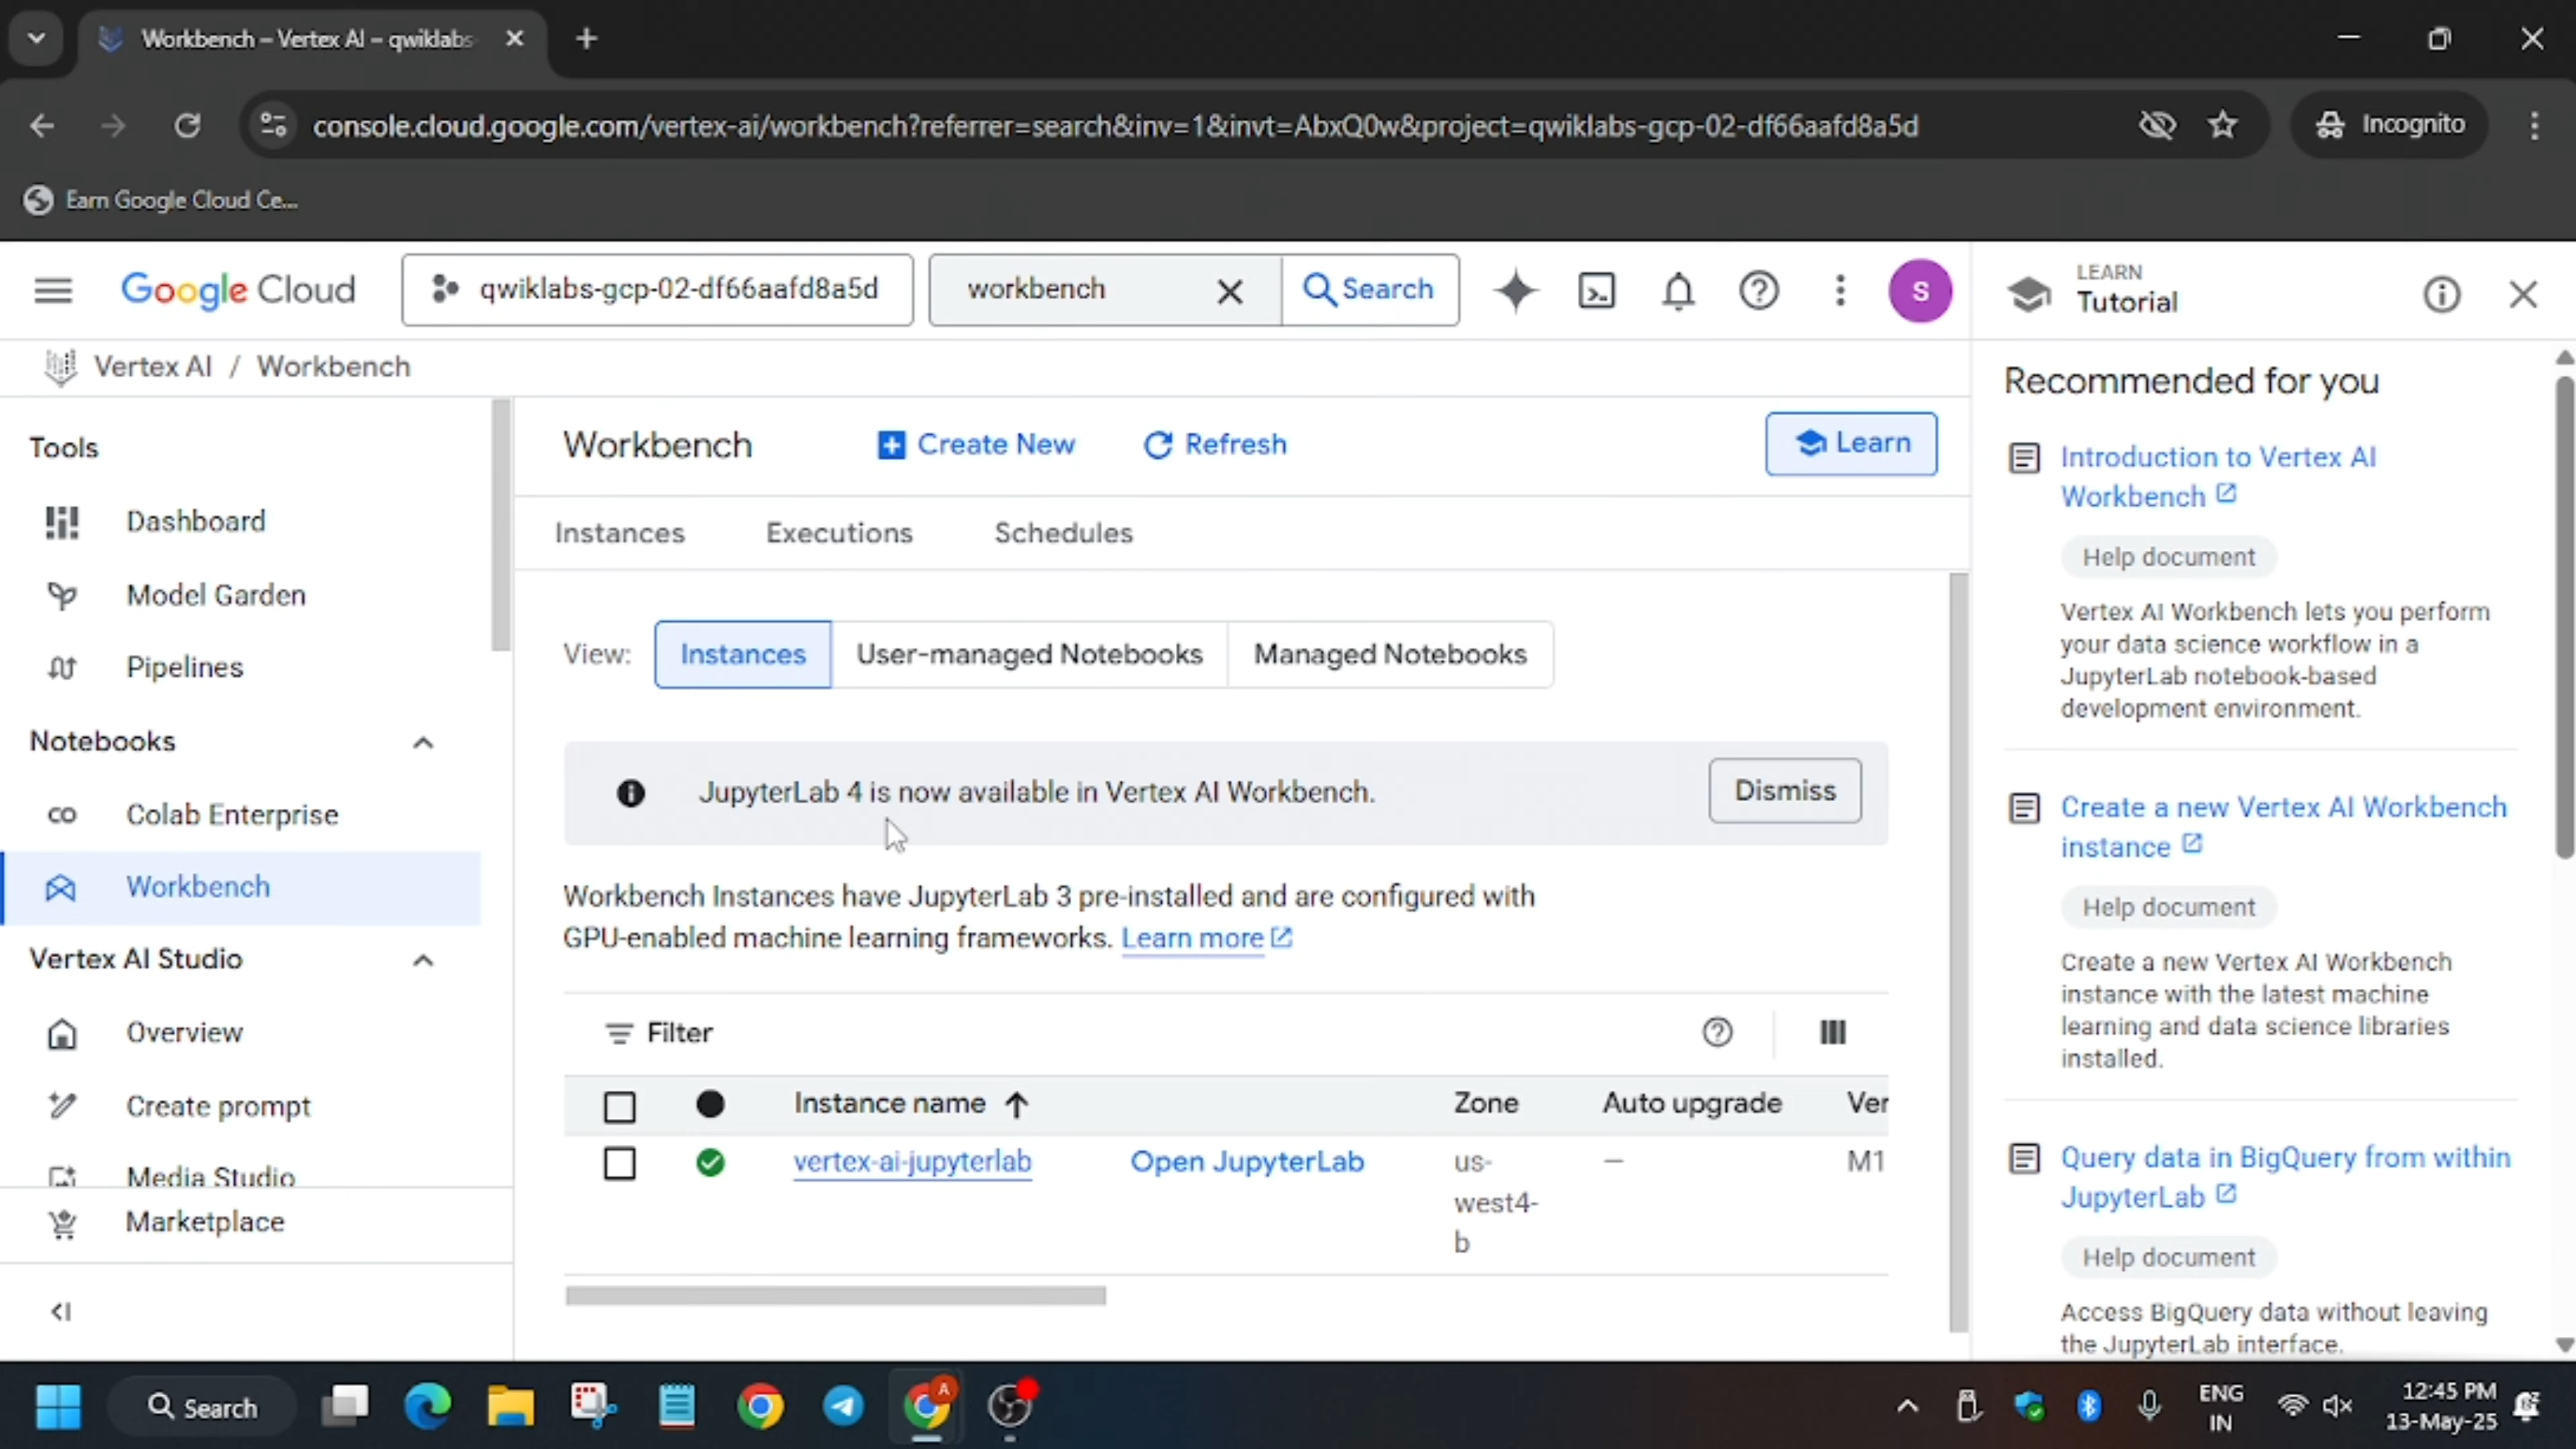 Workbench – Vertex AI – qwiklabs-
console.cloud.google.com/vertex-ai/workbench?referrer=search&inv=1&invt=AbxQ0w&project=qwiklabs-gcp-02-df66aafd8a5d
Incognito
Earn Google Cloud Ce...
Google Cloud
qwiklabs-gcp-02-df66aafd8a5d
workbench
Search
S
LEARN
Tutorial
Vertex AI / Workbench
Tools
Dashboard
Model Garden
Pipelines
Notebooks
Colab Enterprise
Workbench
Vertex AI Studio
Overview
Create prompt
Media Studio
Marketplace
Workbench
Create New
Refresh
Learn
Instances
Executions
Schedules
View:
Instances
User-managed Notebooks
Managed Notebooks
JupyterLab 4 is now available in Vertex AI Workbench.
Dismiss
Workbench Instances have JupyterLab 3 pre-installed and are configured with
GPU-enabled machine learning frameworks. Learn more
Filter
Instance name
Zone
Auto upgrade
Ver
vertex-ai-jupyterlab
Open JupyterLab
us-
west4-
b
—
M1
Recommended for you
Introduction to Vertex AI
Workbench
Help document
Vertex AI Workbench lets you perform
your data science workflow in a
JupyterLab notebook-based
development environment.
Create a new Vertex AI Workbench
instance
Help document
Create a new Vertex AI Workbench
instance with the latest machine
learning and data science libraries
installed.
Query data in BigQuery from within
JupyterLab
Help document
Access BigQuery data without leaving
the JupyterLab interface.
Search
A
ENG
IN
12:45 PM
13-May-25